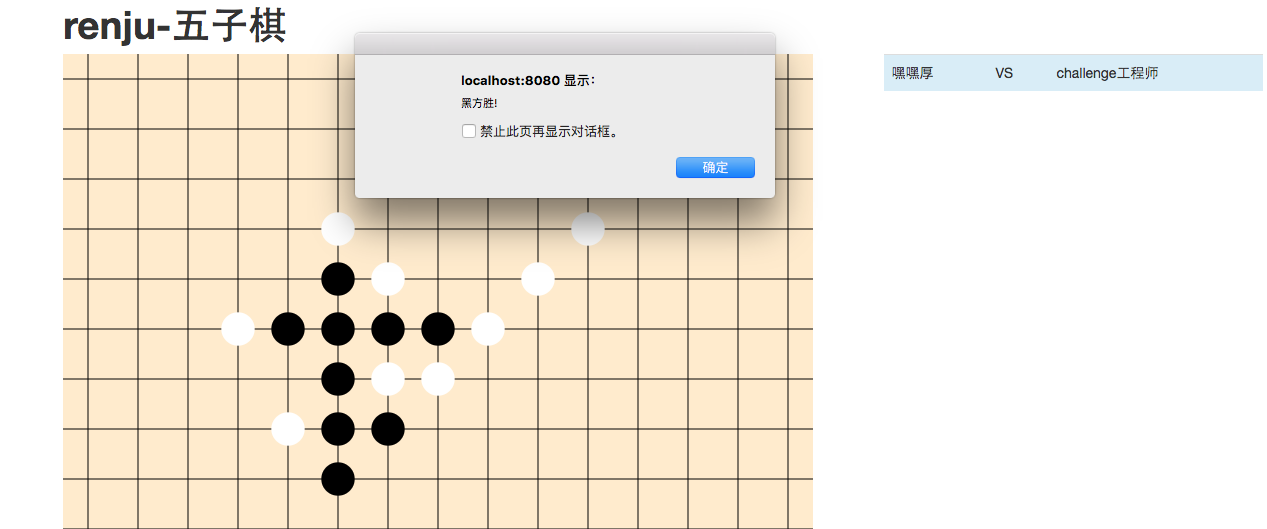 renju-五子棋
localhost:8080 显示：
黑方胜!
禁止此页再显示对话框。
确定
嘿嘿厚 VS challenge工程师